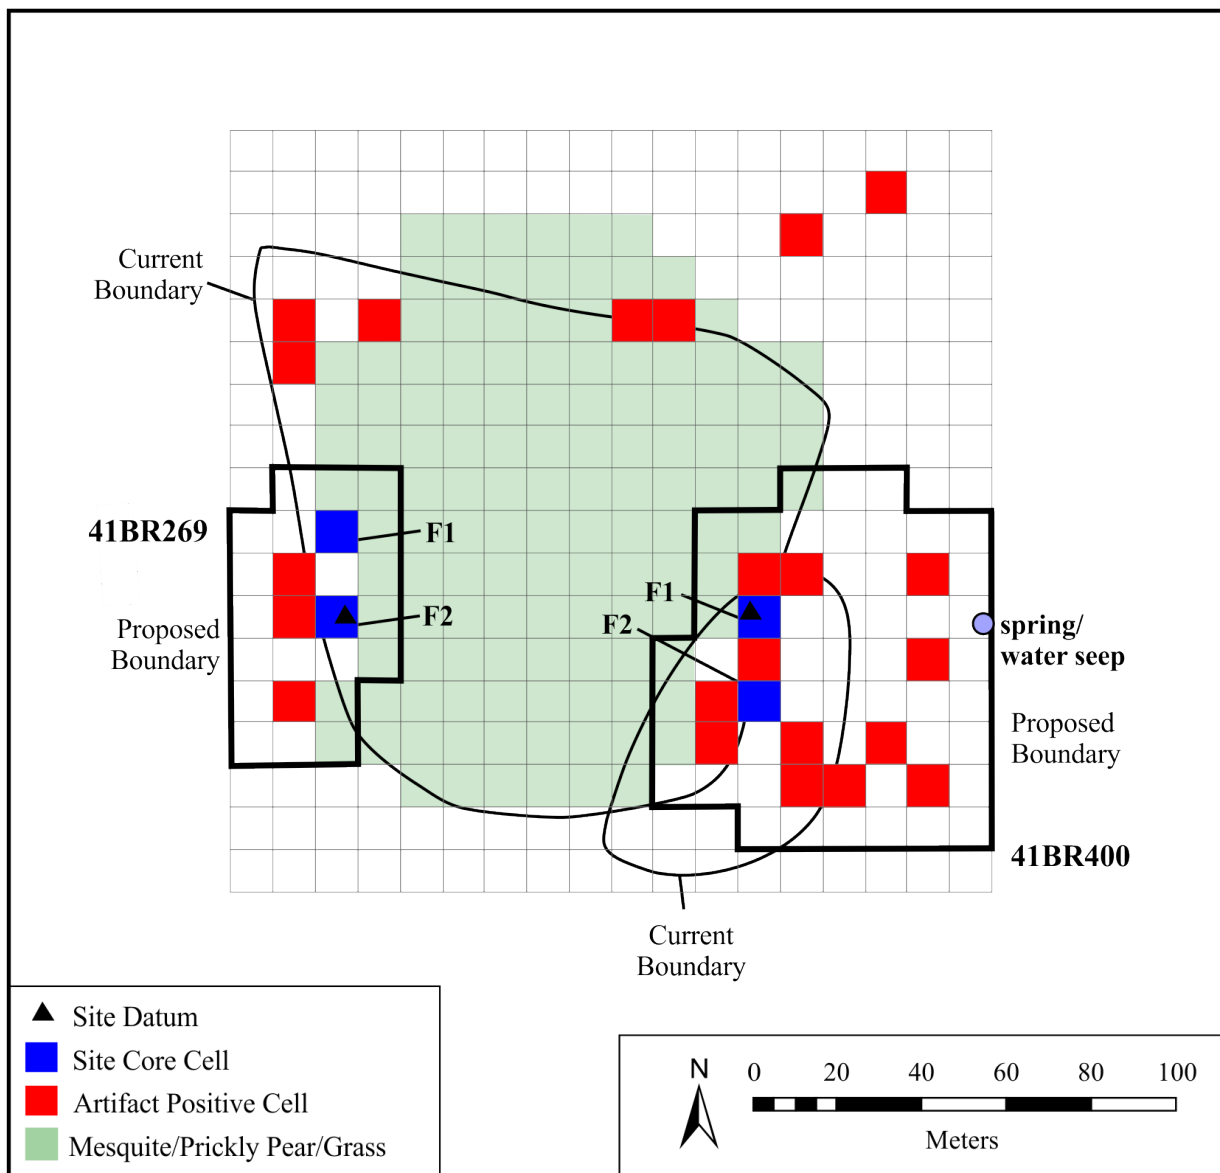 Current
Boundary
41BR269
F1
F2
Proposed
Boundary
F1
F2
spring/
water seep
Proposed
Boundary
41BR400
Current
Boundary
Site Datum
Site Core Cell
Artifact Positive Cell
Mesquite/Prickly Pear/Grass
N
0 20 40 60 80 100
Meters